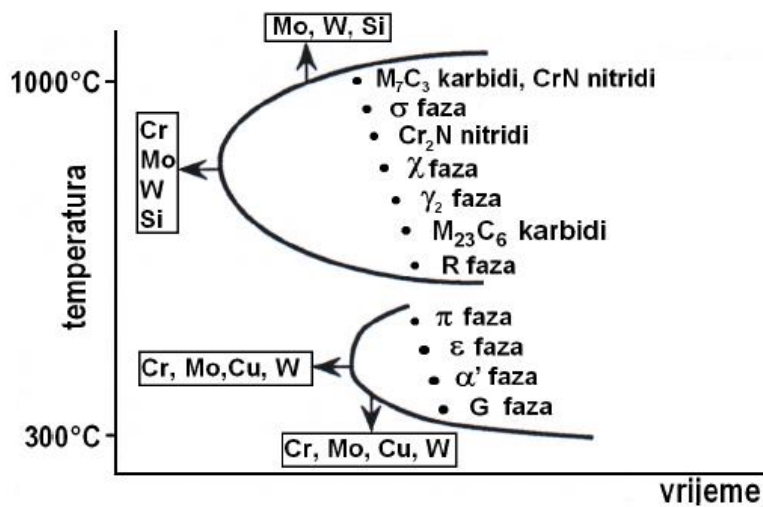 Mo, W, Si
1000°C
M₇C₃ karbidi, CrN nitridi
σ faza
Cr₂N nitridi
χ faza
γ₂ faza
M₂₃C₆ karbidi
R faza
Cr
Mo
W
Si
temperatura
π faza
ε faza
α’ faza
G faza
Cr, Mo,Cu, W
300°C
Cr, Mo, Cu, W
vrijeme